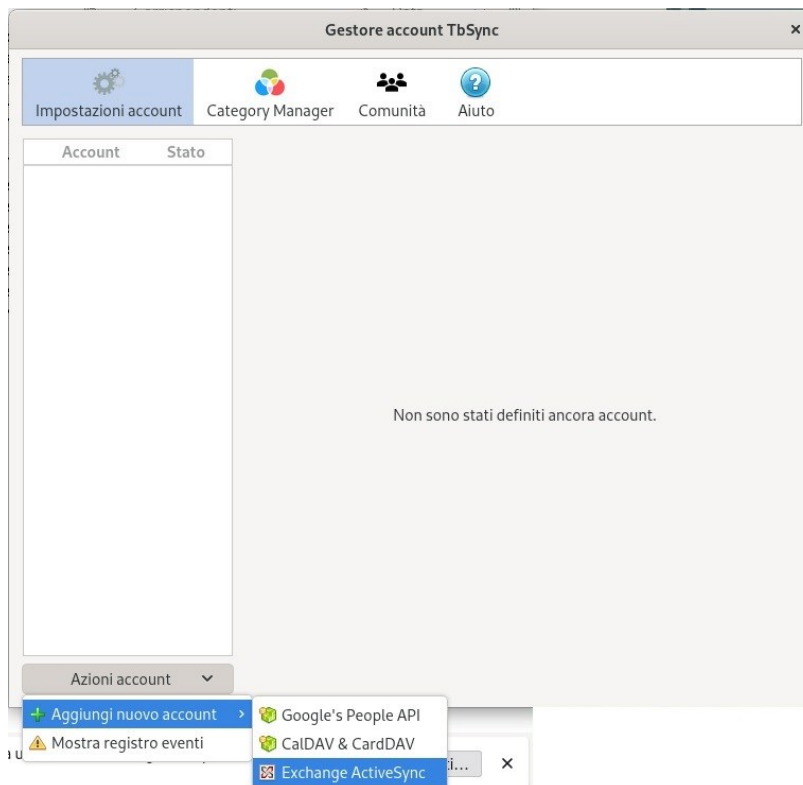 Gestore account TbSync
Impostazioni account
Category Manager
Comunità
Aiuto
Account Stato
Non sono stati definiti ancora account.
Azioni account
Aggiungi nuovo account
Mostra registro eventi
Google's People API
CalDAV & CardDAV
Exchange ActiveSync